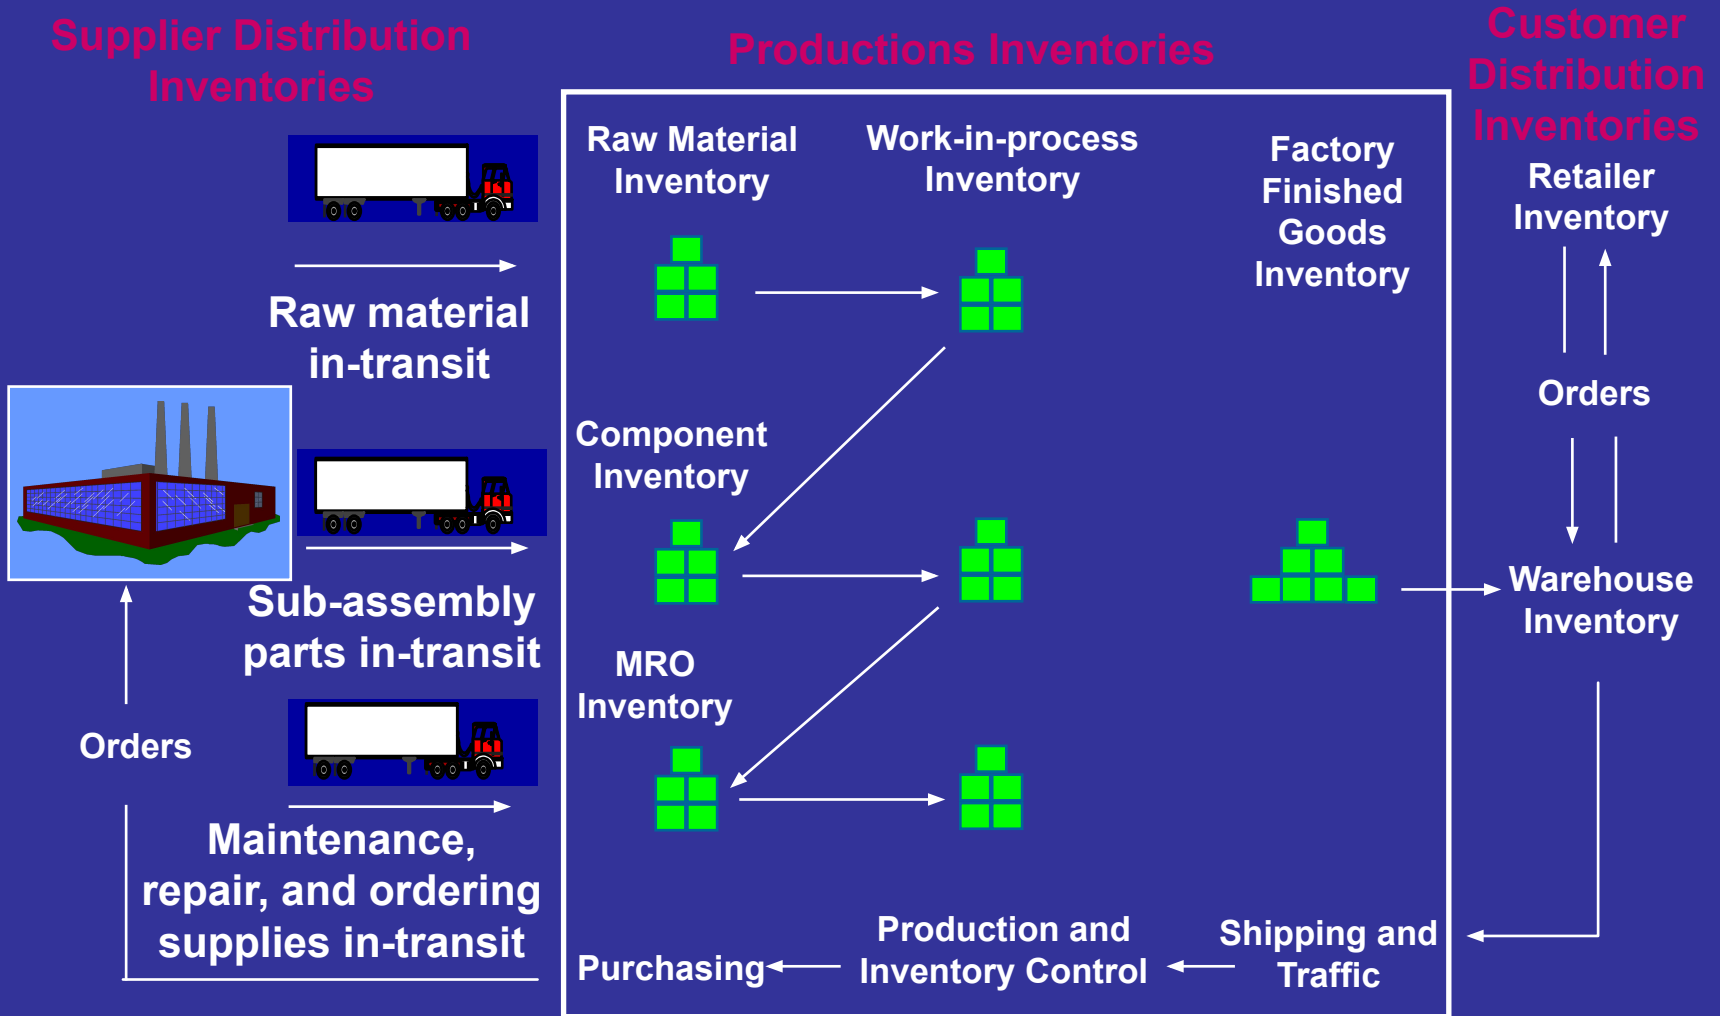 Supplier Distribution
Inventories
Productions Inventories
Customer
Distribution
Inventories
Raw material
in-transit
Sub-assembly
parts in-transit
Orders
Maintenance,
repair, and ordering
supplies in-transit
Raw Material
Inventory
Work-in-process
Inventory
Factory
Finished
Goods
Inventory
Component
Inventory
MRO
Inventory
Purchasing
Production and
Inventory Control
Shipping and
Traffic
Retailer
Inventory
Orders
Warehouse
Inventory